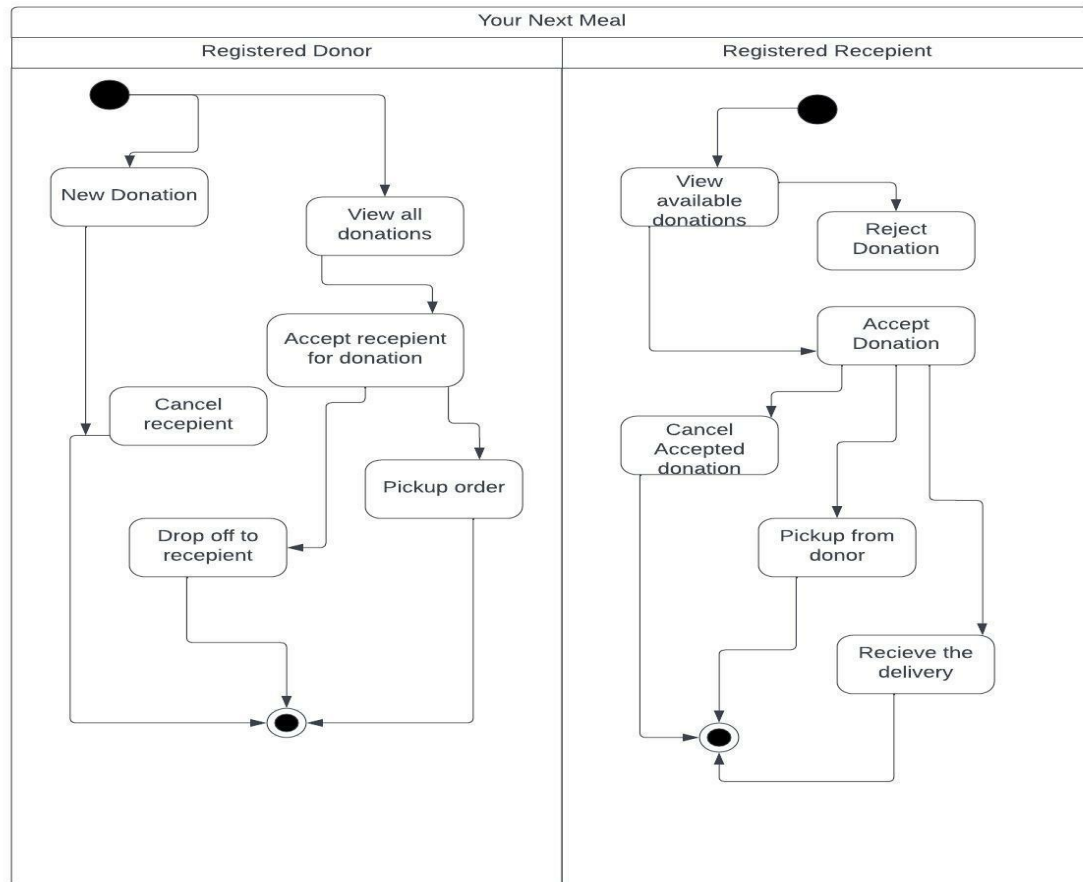 Your Next Meal
Registered Donor
Registered Recepient
New Donation
View all
donations
Accept recepient
for donation
Cancel
recepient
Pickup order
Drop off to
recepient
View
available
donations
Reject
Donation
Accept
Donation
Cancel
Accepted
donation
Pickup from
donor
Recieve the
delivery